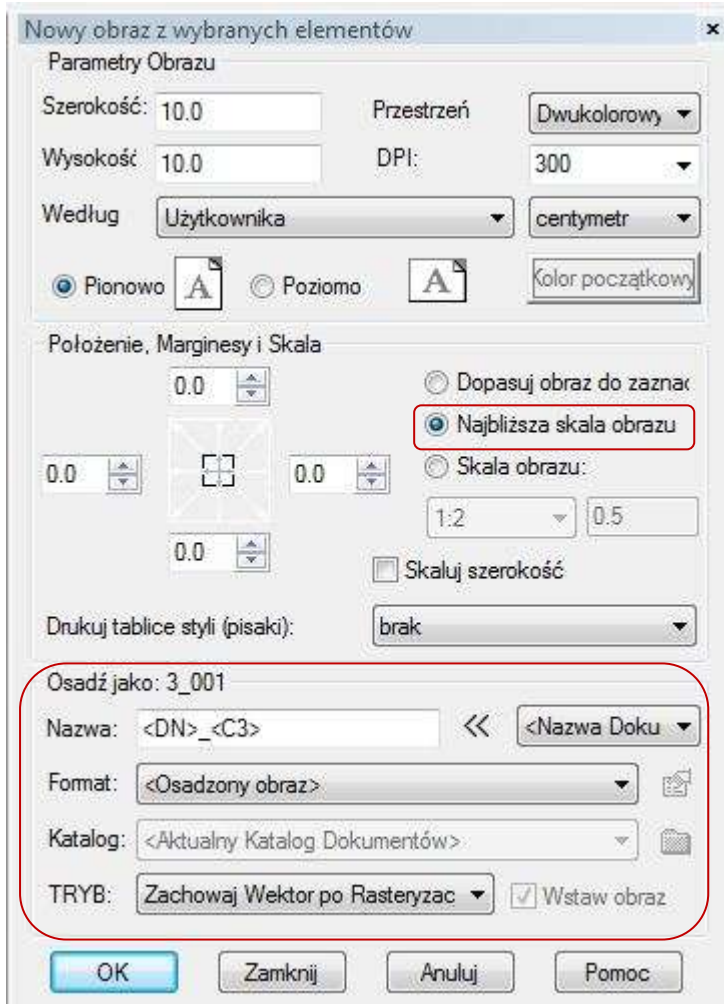 Nowy obraz z wybranych elementów
Parametry Obrazu
Szerokość: 10.0 Przestrzeń Dwukolorowy
Wysokość 10.0 DPI: 300
Według Użytkownika centymetr
Pionowo A Poziomo A Kolor początkowy
Położenie, Marginesy i Skala
0.0 Dopasuj obraz do zaznac
Najbliższa skala obrazu
0.0 0.0 Skala obrazu:
1:2 0.5
0.0 Skaluj szerokość
Drukuj tablice styli (pisaki): brak
Osadź jako: 3_001
Nazwa: <DN>_<C3> << <Nazwa Doku
Format: <Osadzony obraz>
Katalog: <Aktualny Katalog Dokumentów>
TRYB: Zachowaj Wektor po Rasteryzac Wstaw obraz
OK Zamknij Anuluj Pomoc